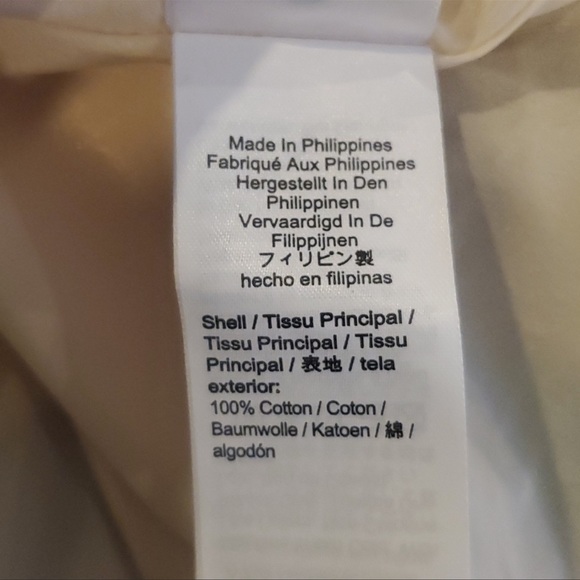 Made In Philippines
Fabriqué Aux Philippines
Hergestellt In Den
Philippinen
Vervaardigd In De
Filippijnen
フィリピン製
hecho en filipinas
Shell / Tissu Principal /
Tissu Principal / Tissu
Principal / 表地 / tela
exterior:
100% Cotton / Coton /
Baumwolle / Katoen / 綿 /
algodón